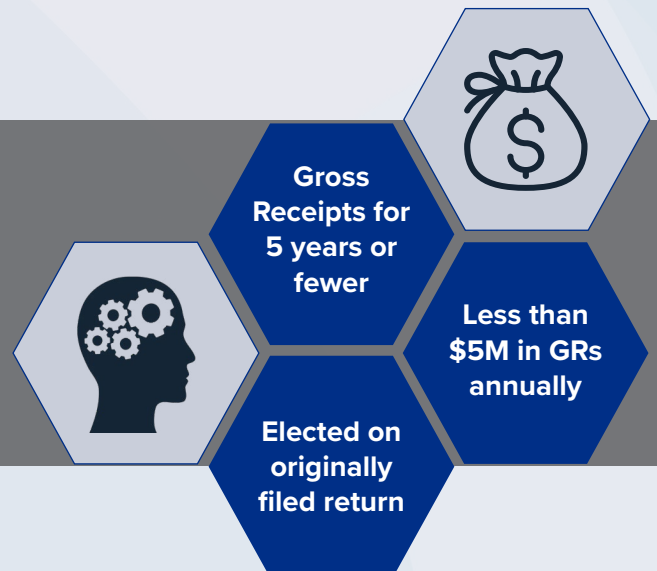 $
Gross
Receipts for
5 years or
fewer
Less than
$5M in GRs
annually
Elected on
originally
filed return